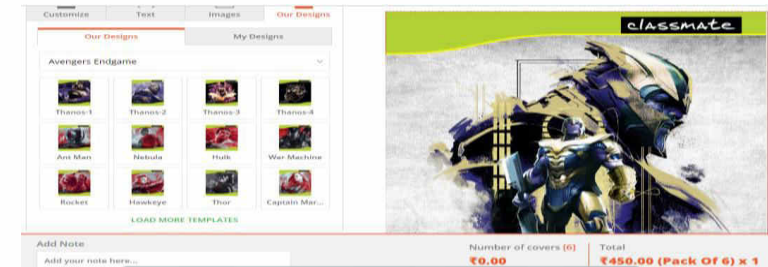 Customize Text Images Our Designs
classmate
Our Designs My Designs
Avengers Endgame
Thanos-1 Thanos-2 Thanos-3 Thanos-4
Ant Man Nebula Hulk War Machine
Rocket Hawkeye Thor Captain Mar...
LOAD MORE TEMPLATES
Add Note
Add your note here...
Number of covers [6] Total
₹0.00 ₹450.00 (Pack Of 6) x 1